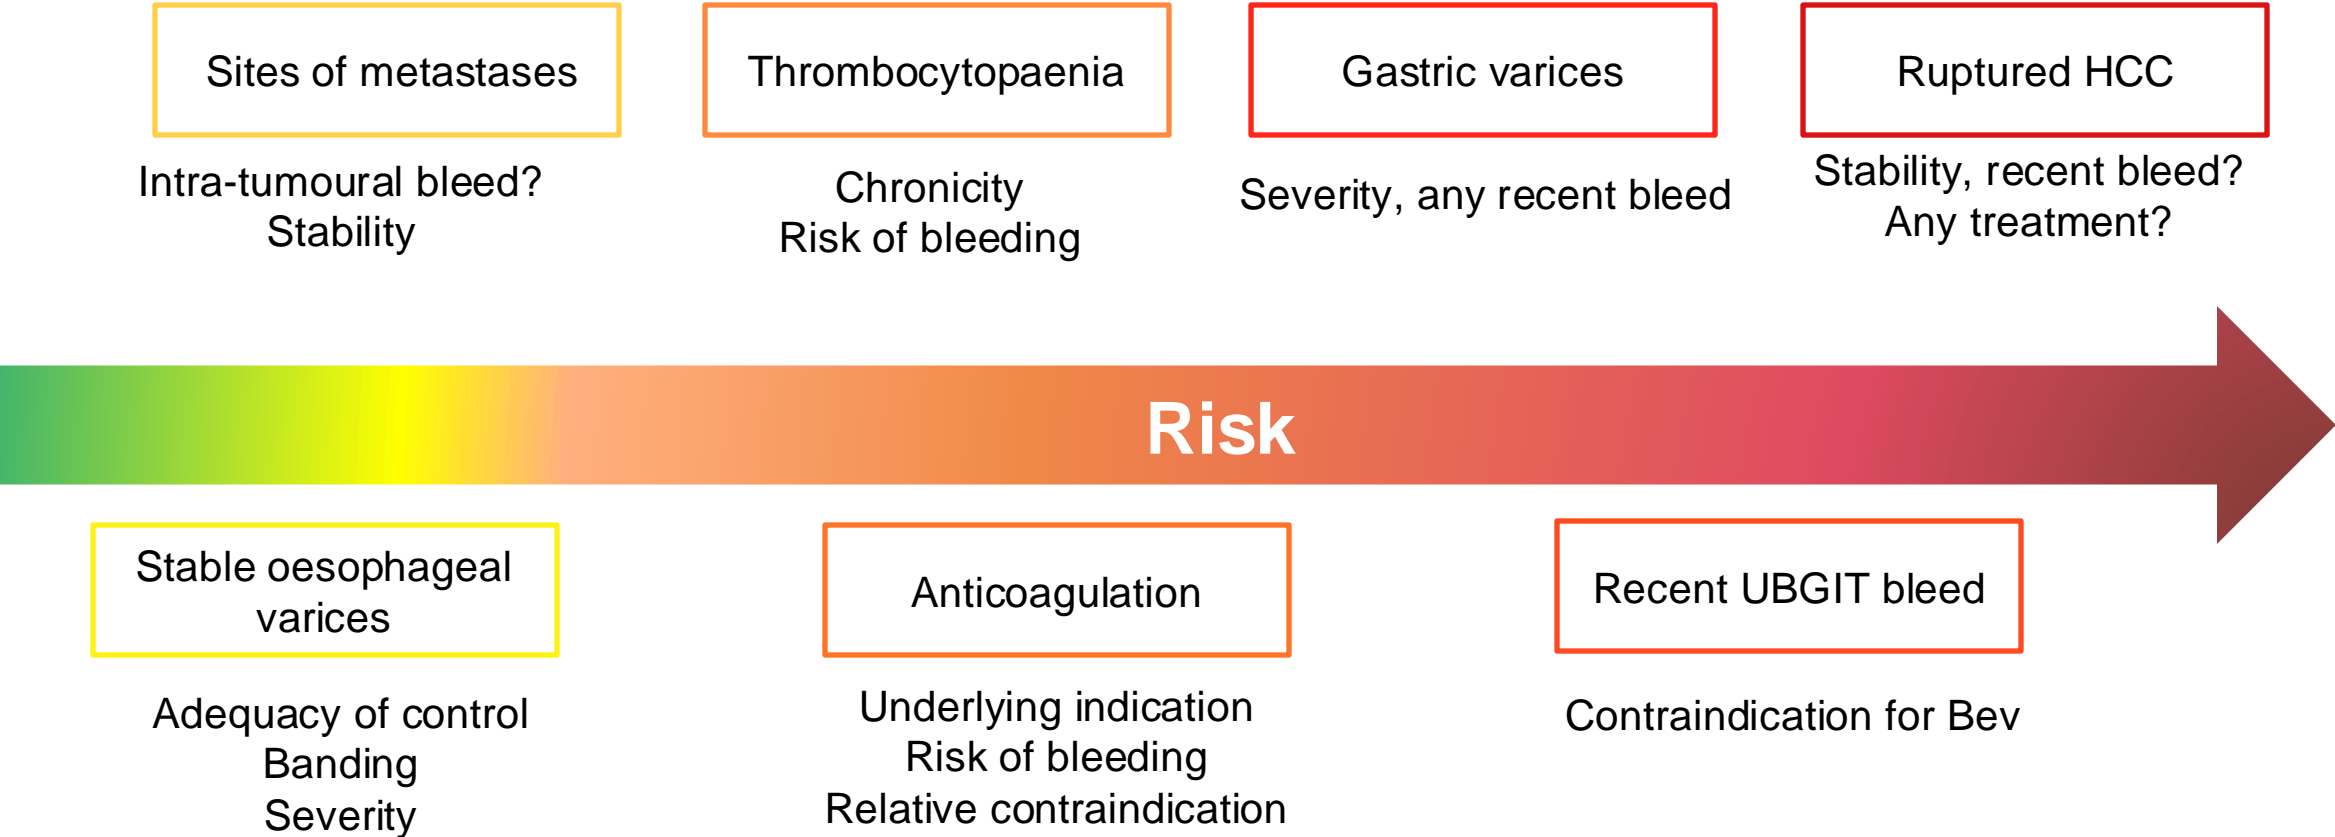 Sites of metastases
Intra-tumoural bleed?
Stability
Thrombocytopaenia
Chronicity
Risk of bleeding
Gastric varices
Severity, any recent bleed
Ruptured HCC
Stability, recent bleed?
Any treatment?
Risk
Stable oesophageal
varices
Adequacy of control
Banding
Severity
Anticoagulation
Underlying indication
Risk of bleeding
Relative contraindication
Recent UBGIT bleed
Contraindication for Bev